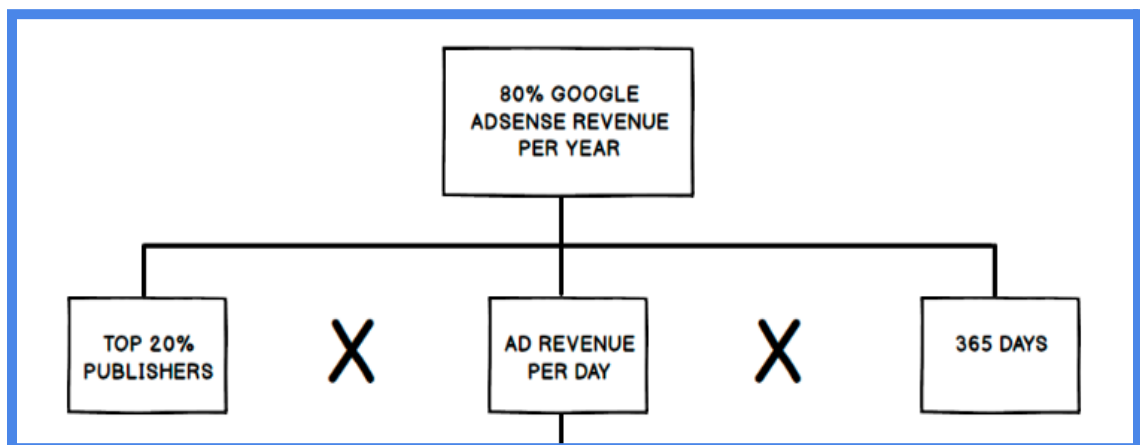 80% GOOGLE
ADSENSE REVENUE
PER YEAR
TOP 20%
PUBLISHERS
X
AD REVENUE
PER DAY
X
365 DAYS